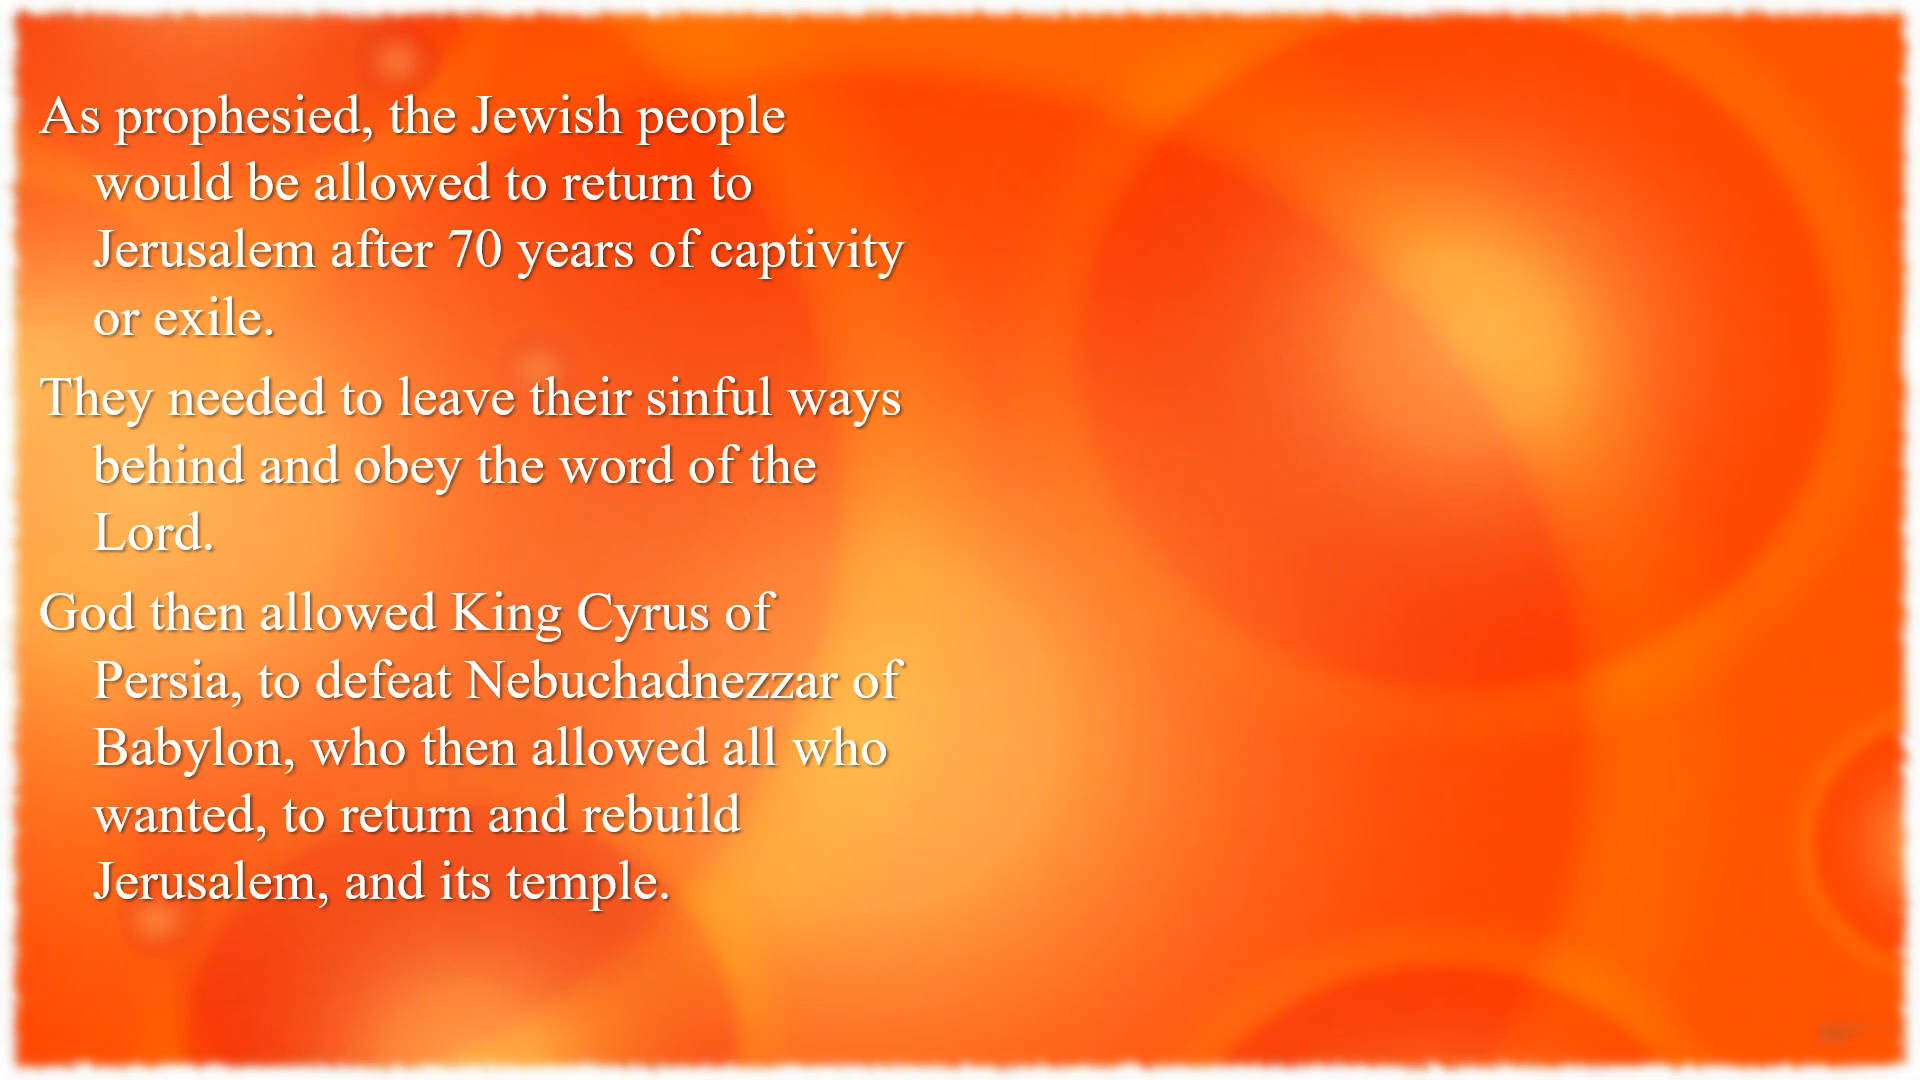 As prophesied, the Jewish people
would be allowed to return to
Jerusalem after 70 years of captivity
or exile.
They needed to leave their sinful ways
behind and obey the word of the
Lord.
God then allowed King Cyrus of
Persia, to defeat Nebuchadnezzar of
Babylon, who then allowed all who
wanted, to return and rebuild
Jerusalem, and its temple.